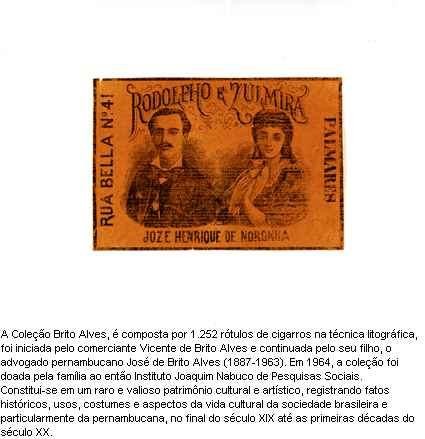 RODOLPHO E ZULMIRA
RUA BELLA Nº 41
PALMARES
JOZE HENRIQUE DE NORONHA
A Coleção Brito Alves, é composta por 1.252 rótulos de cigarros na técnica litográfica,
foi iniciada pelo comerciante Vicente de Brito Alves e continuada pelo seu filho, o
advogado pernambucano José de Brito Alves (1887-1963). Em 1964, a coleção foi
doada pela família ao então Instituto Joaquim Nabuco de Pesquisas Sociais.
Constitui-se em um raro e valioso patrimônio cultural e artístico, registrando fatos
históricos, usos, costumes e aspectos da vida cultural da sociedade brasileira e
particularmente da pernambucana, no final do século XIX até as primeiras décadas do
século XX.